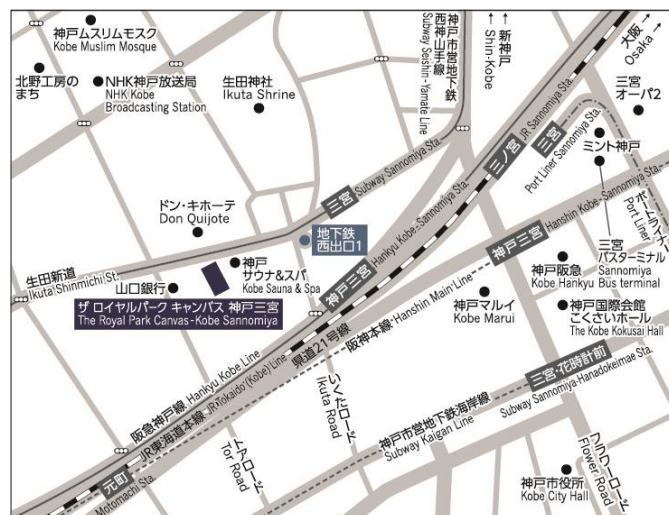 神戸ムスリムモスク
Kobe Muslim Mosque
北野工房の
まち
NHK神戸放送局
NHK Kobe
Broadcasting Station
生田神社
Ikuta Shrine
神戸市営地下鉄
西神山手線
Subway Seishin-Yamate Line
↑新神戸
Shin-Kobe
大阪→
Osaka→
三宮
オーパ2
ミント神戸
三ノ宮
JR Sannomiya Sta.
三宮
Port Liner Sannomiya Sta.
ポートライナー
Port Liner
三宮
Subway Sannomiya Sta.
ドン・キホーテ
Don Quijote
地下鉄
西出口1
神戸三宮
Hankyu Kobe-Sannomiya Sta.
神戸三宮
Hanshin Kobe-Sannomiya Sta.
生田新道
Ikuta Shinmichi St.
山口銀行
神戸
サウナ&スパ
Kobe Sauna & Spa
ザ ロイヤルパーク キャンバス 神戸三宮
The Royal Park Canvas -Kobe Sannomiya
三宮
バスターミナル
Sannomiya
Bus terminal
神戸阪急
Kobe Hankyu
神戸マルイ
Kobe Marui
神戸国際会館
こくさいホール
The Kobe Kokusai Hall
阪急神戸線 Hankyu Kobe Line
JR東海道本線 JR-Tokaido (Kobe) Line
県道21号線
阪神本線 Hanshin Main Line
三宮・花時計前
Subway Sannomiya-Hanadokeimae Sta.
神戸市営地下鉄海岸線
Subway Kaigan Line
いくたロード
Ikuta Road
トアロード
Tor Road
元町
Motomachi Sta.
フラワーロード
Flower Road
神戸市役所
Kobe City Hall